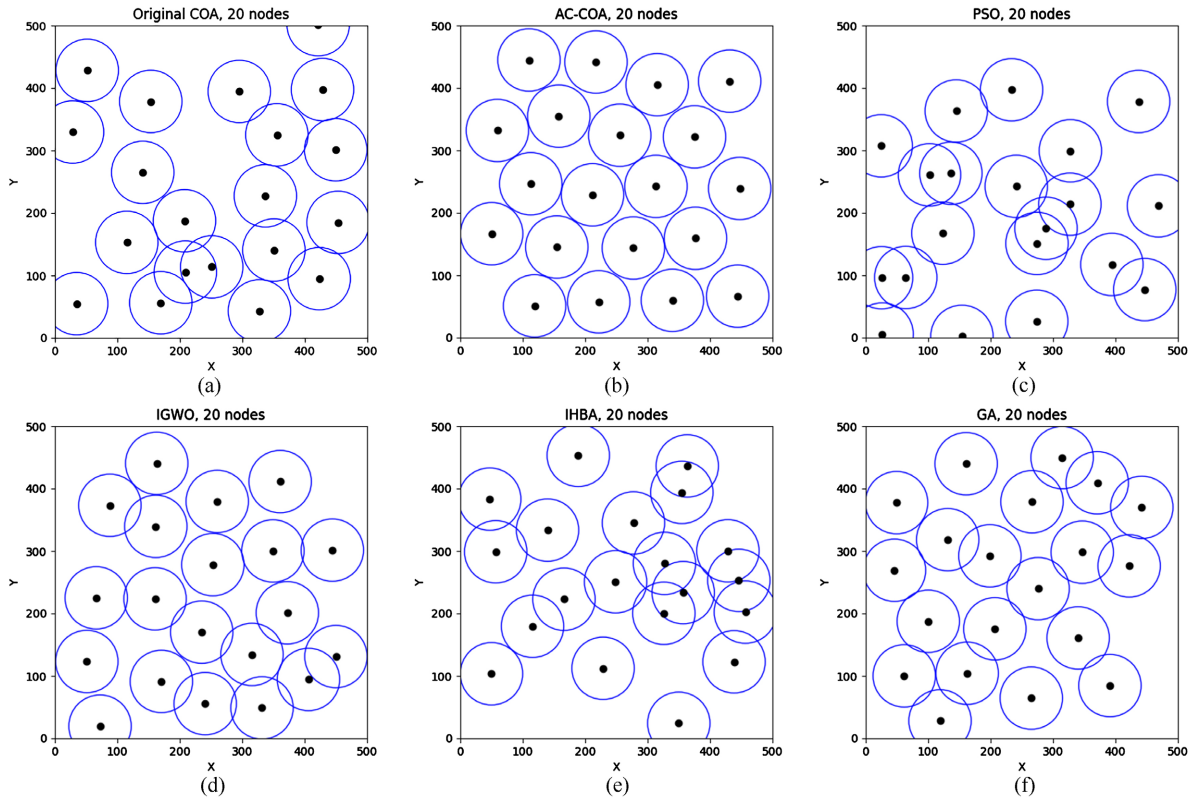 Original COA, 20 nodes
500
400
300
200
100
0
Y
0 100 200 300 400 500
X
(a)
AC-COA, 20 nodes
500
400
300
200
100
0
Y
0 100 200 300 400 500
X
(b)
PSO, 20 nodes
500
400
300
200
100
0
Y
0 100 200 300 400 500
X
(c)
IGWO, 20 nodes
500
400
300
200
100
0
Y
0 100 200 300 400 500
X
(d)
IHBA, 20 nodes
500
400
300
200
100
0
Y
0 100 200 300 400 500
X
(e)
GA, 20 nodes
500
400
300
200
100
0
Y
0 100 200 300 400 500
X
(f)